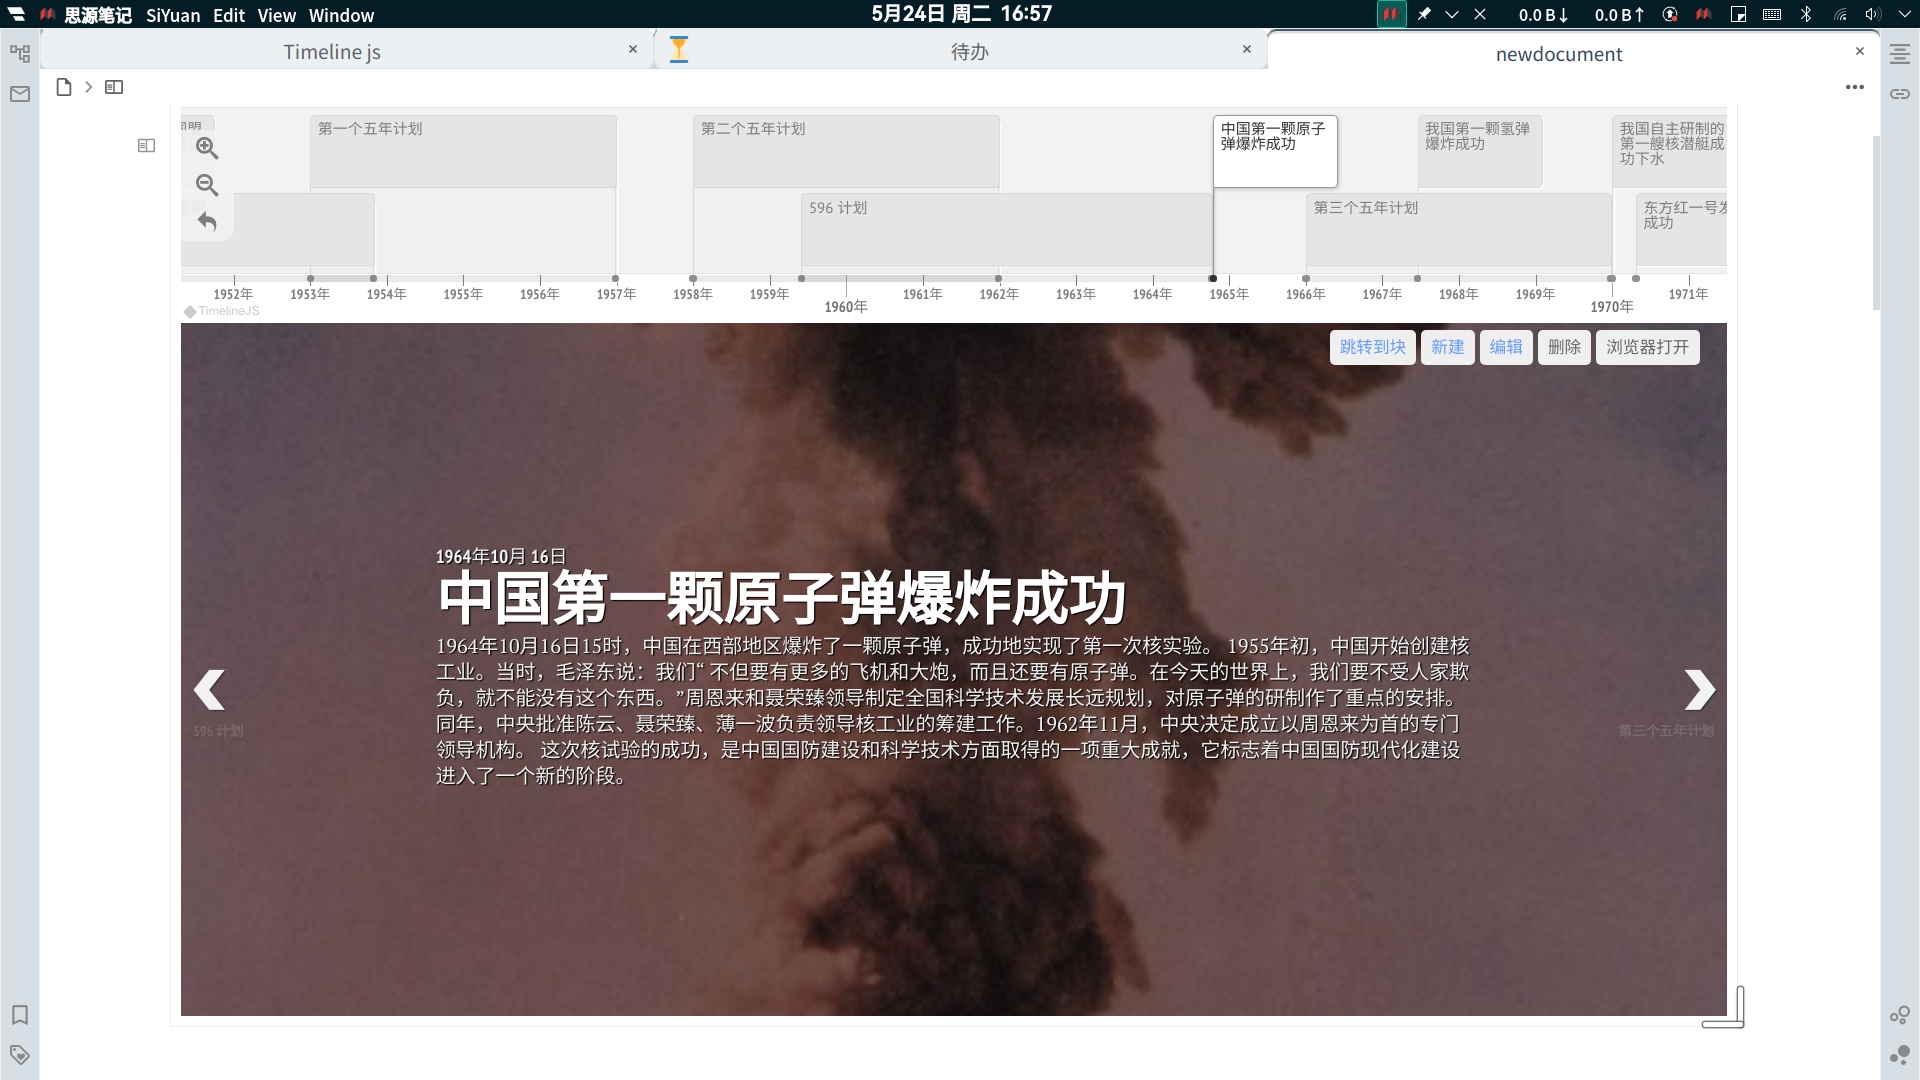 思源笔记 SiYuan Edit View Window
5月24日 周二 16:57
0.0 B↓ 0.0 B↑
Timeline js
待办
newdocument
第一个五年计划
第二个五年计划
中国第一颗原子
弹爆炸成功
我国第一颗氢弹
爆炸成功
我国自主研制的
第一艘核潜艇成
功下水
596 计划
第三个五年计划
东方红一号发
成功
1952年 1953年 1954年 1955年 1956年 1957年 1958年 1959年 1960年 1961年 1962年 1963年 1964年 1965年 1966年 1967年 1968年 1969年 1970年 1971年
TimelineJS
跳转到块 新建 编辑 删除 浏览器打开
1964年10月 16日
中国第一颗原子弹爆炸成功
1964年10月16日15时，中国在西部地区爆炸了一颗原子弹，成功地实现了第一次核实验。 1955年初，中国开始创建核
工业。当时，毛泽东说：我们“ 不但要有更多的飞机和大炮，而且还要有原子弹。在今天的世界上，我们要不受人家欺
负，就不能没有这个东西。”周恩来和聂荣臻领导制定全国科学技术发展长远规划，对原子弹的研制作了重点的安排。
同年，中央批准陈云、聂荣臻、薄一波负责领导核工业的筹建工作。1962年11月，中央决定成立以周恩来为首的专门
领导机构。 这次核试验的成功，是中国国防建设和科学技术方面取得的一项重大成就，它标志着中国国防现代化建设
进入了一个新的阶段。
596 计划
第三个五年计划